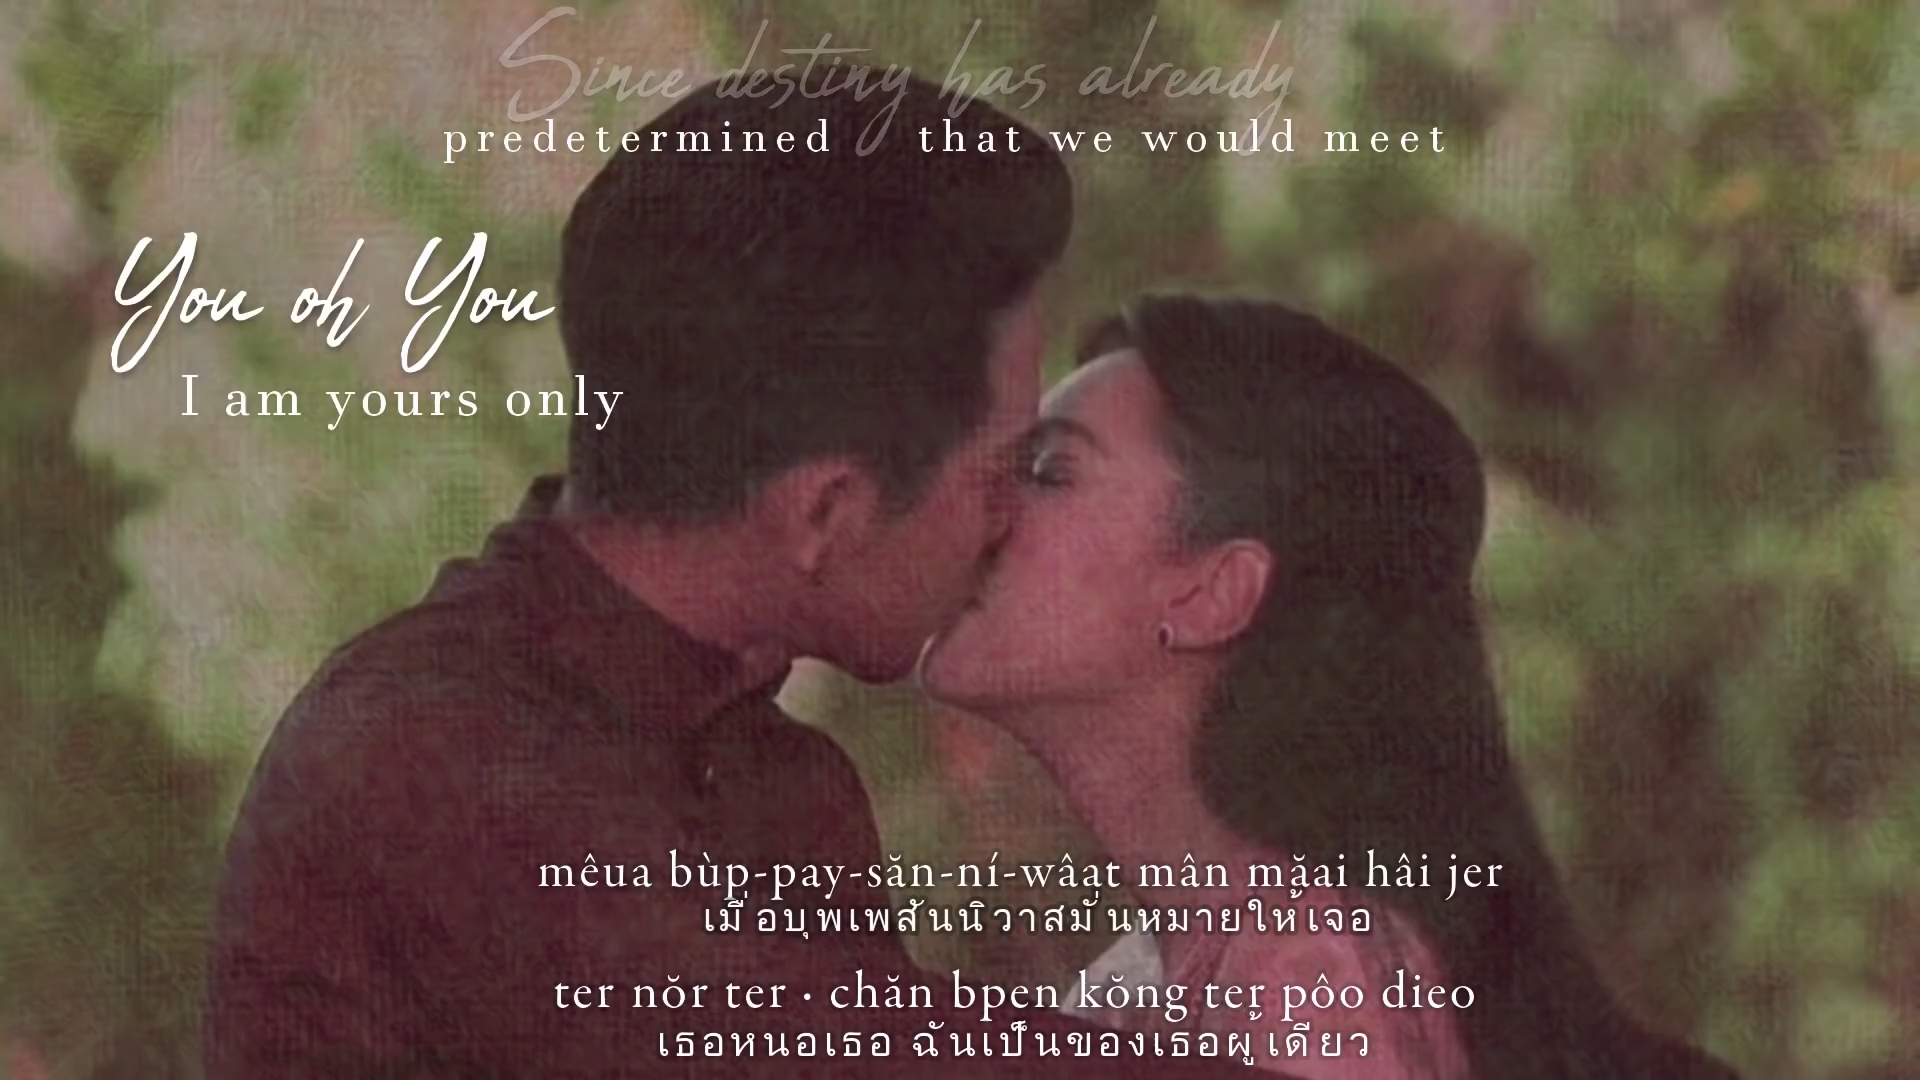 Since destiny has already
predetermined that we would meet
You oh You
I am yours only
mêua bùp-pay-săn-ní-wâat mân măai hâi jer
เมื่อบุพเพสันนิวาสมั่นหมายให้เจอ
ter nŏr ter · chăn bpen kŏng ter pôo dieo
เธอหนอเธอ ฉันเป็นของเธอผู้เดียว